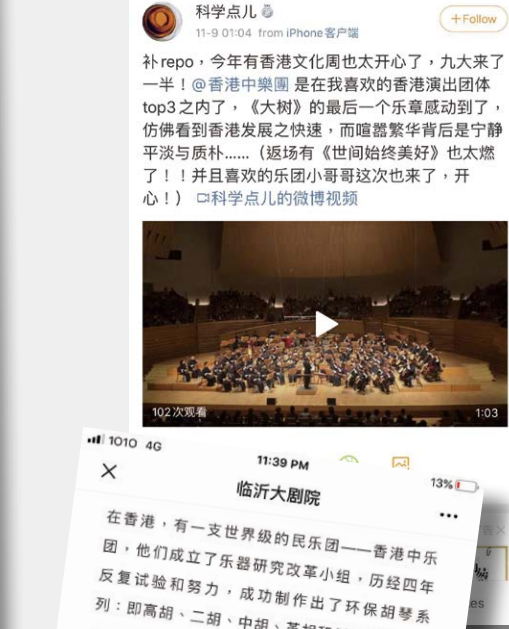 科学点儿
+Follow
11-9 01:04 from iPhone客户端
补repo，今年有香港文化周也太开心了，九大来了
一半！@香港中樂團 是在我喜欢的香港演出团体
top3之内了，《大树》的最后一个乐章感动到了，
仿佛看到香港发展之快速，而喧嚣繁华背后是宁静
平淡与质朴……（返场有《世间始终美好》也太燃
了！！并且喜欢的乐团小哥哥这次也来了，开
心！） 科学点儿的微博视频
102次观看
1:03
1010 4G
11:39 PM
13%
临沂大剧院
在香港，有一支世界级的民乐团——香港中乐
团，他们成立了乐器研究改革小组，历经四年
反复试验和努力，成功制作出了环保胡琴系
列：即高胡、二胡、中胡、革胡